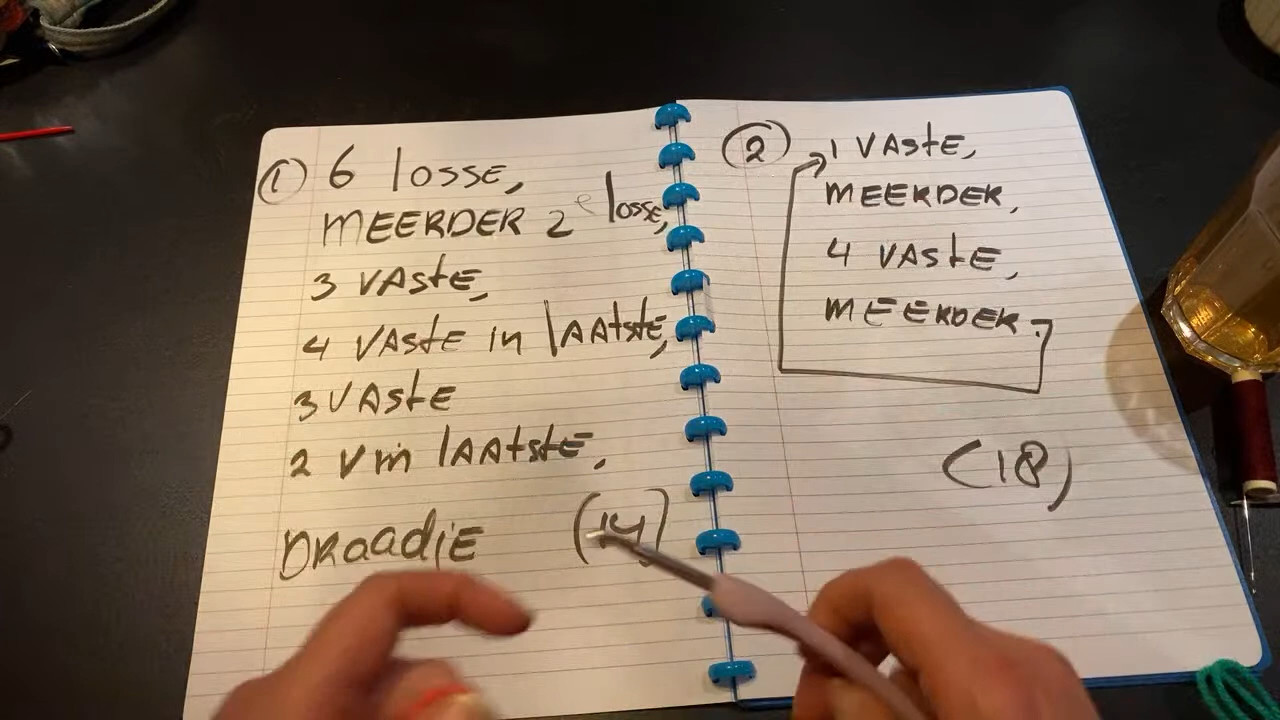 ① 6 losse,
MEERDER 2e losse,
3 VAStE,
4 VAStE in lAAtstE,
3 VAStE
2 V in lAAtstE.
DRaadjE (14)
② 1 VAStE,
MEERDER,
4 VAStE,
MEERDER.
(18)